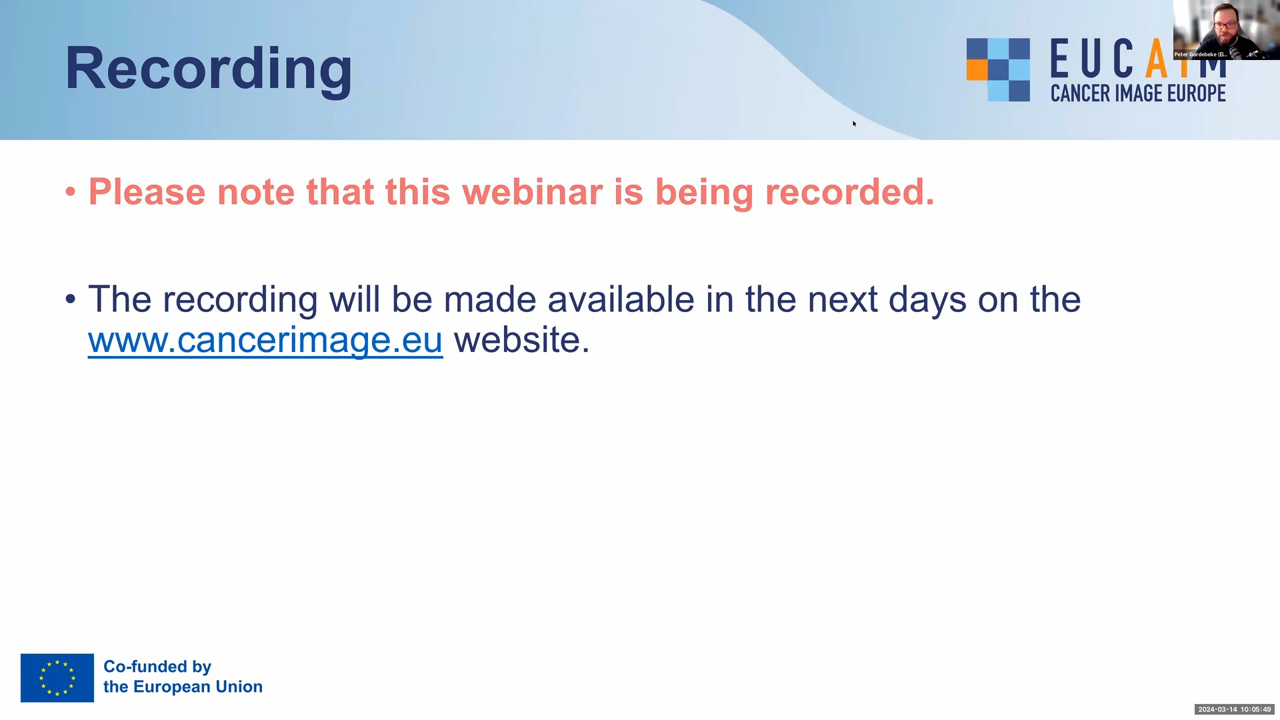 Recording
EUCAIM
CANCER IMAGE EUROPE
• Please note that this webinar is being recorded.
• The recording will be made available in the next days on the
www.cancerimage.eu website.
Co-funded by
the European Union
2024-03-14 10:05:49